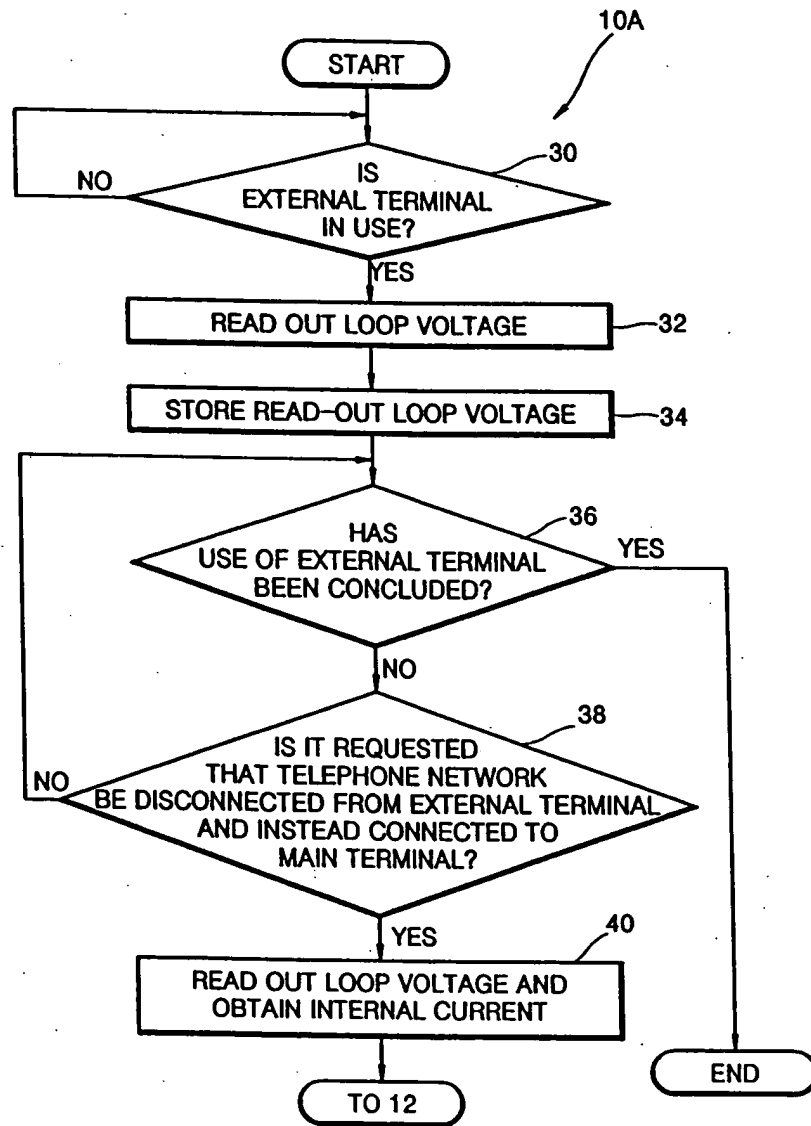 10A
START
30
IS
EXTERNAL TERMINAL
IN USE?
NO
YES
READ OUT LOOP VOLTAGE
32
STORE READ-OUT LOOP VOLTAGE
34
36
HAS
USE OF EXTERNAL TERMINAL
BEEN CONCLUDED?
YES
NO
38
IS IT REQUESTED
THAT TELEPHONE NETWORK
BE DISCONNECTED FROM EXTERNAL TERMINAL
AND INSTEAD CONNECTED TO
MAIN TERMINAL?
NO
YES
40
READ OUT LOOP VOLTAGE AND
OBTAIN INTERNAL CURRENT
END
TO 12